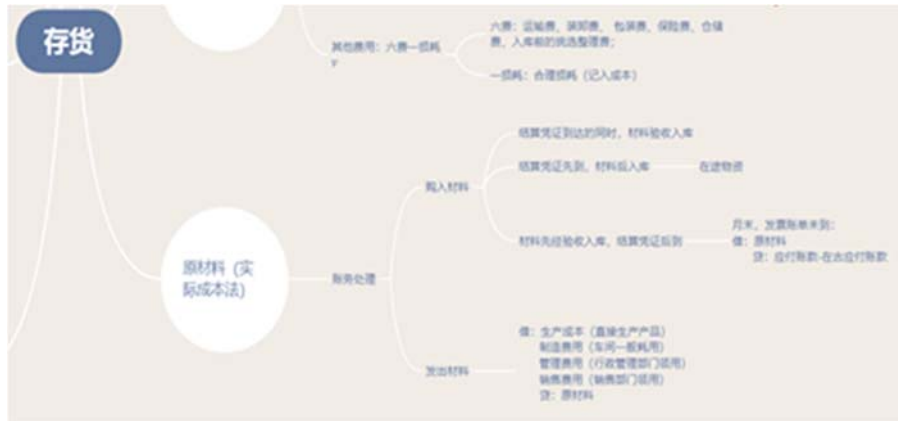 存货
其他费用：六费一损耗
v
六费：运输费、装卸费、包装费、保险费、仓储
费、入库前的挑选整理费；
一损耗：合理损耗（记入成本）
原材料（实
际成本法）
账务处理
购入材料
结算凭证到达的同时，材料验收入库
结算凭证先到，材料后入库
在途物资
材料先经验收入库，结算凭证后到
月末，发票账单未到：
借：原材料
贷：应付账款-在古应付账款
发出材料
借：生产成本（直接生产产品）
制造费用（车间一般耗用）
管理费用（行政管理部门领用）
销售费用（销售部门领用）
贷：原材料